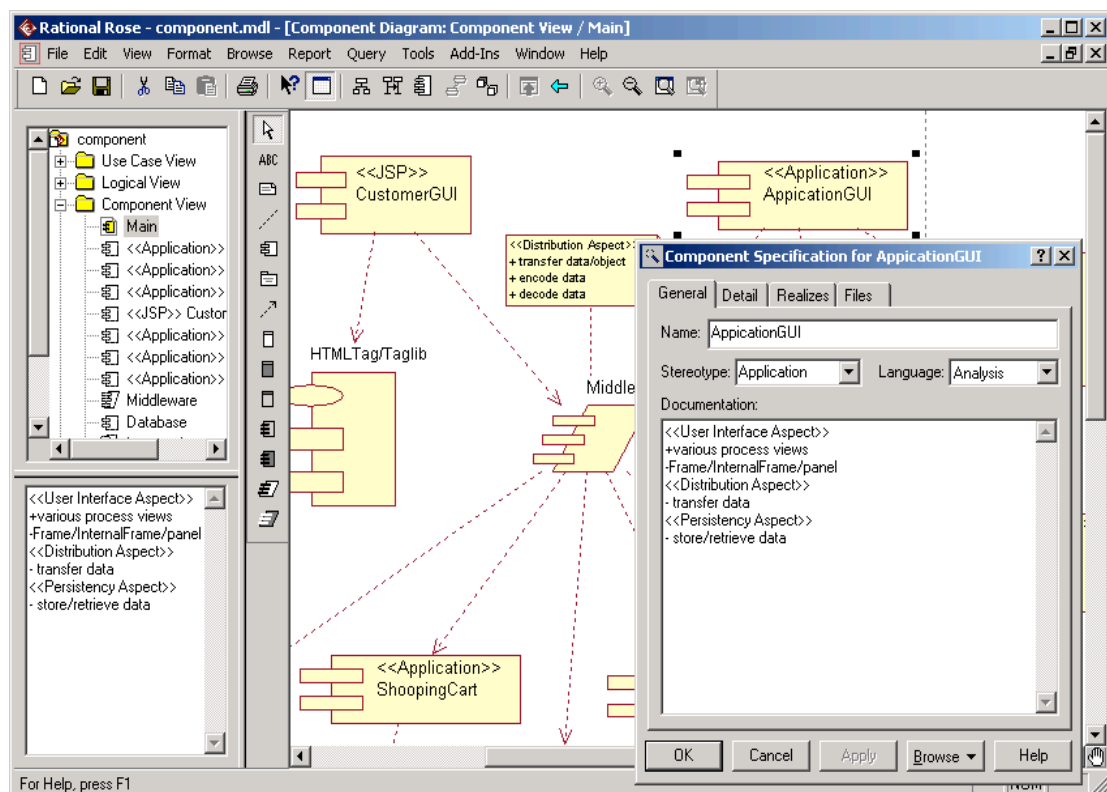 Rational Rose - component.mdl - [Component Diagram: Component View / Main]
File Edit View Format Browse Report Query Tools Add-Ins Window Help
component
Use Case View
Logical View
Component View
Main
<<Application>>
<<Application>>
<<Application>>
<<JSP>> Custor
<<Application>>
<<Application>>
<<Application>>
Middleware
Database
<<User Interface Aspect>>
+various process views
-Frame/InternalFrame/panel
<<Distribution Aspect>>
- transfer data
<<Persistency Aspect>>
- store/retrieve data
ABC
<<JSP>>
CustomerGUI
<<Application>>
AppicationGUI
<<Distribution Aspect>>
+ transfer data/object
+ encode data
+ decode data
HTMLTag/Taglib
Middle
<<Application>>
ShoopingCart
Component Specification for AppicationGUI
General Detail Realizes Files
Name: AppicationGUI
Stereotype: Application Language: Analysis
Documentation:
<<User Interface Aspect>>
+various process views
-Frame/InternalFrame/panel
<<Distribution Aspect>>
- transfer data
<<Persistency Aspect>>
- store/retrieve data
OK Cancel Apply Browse Help
For Help, press F1
NUM